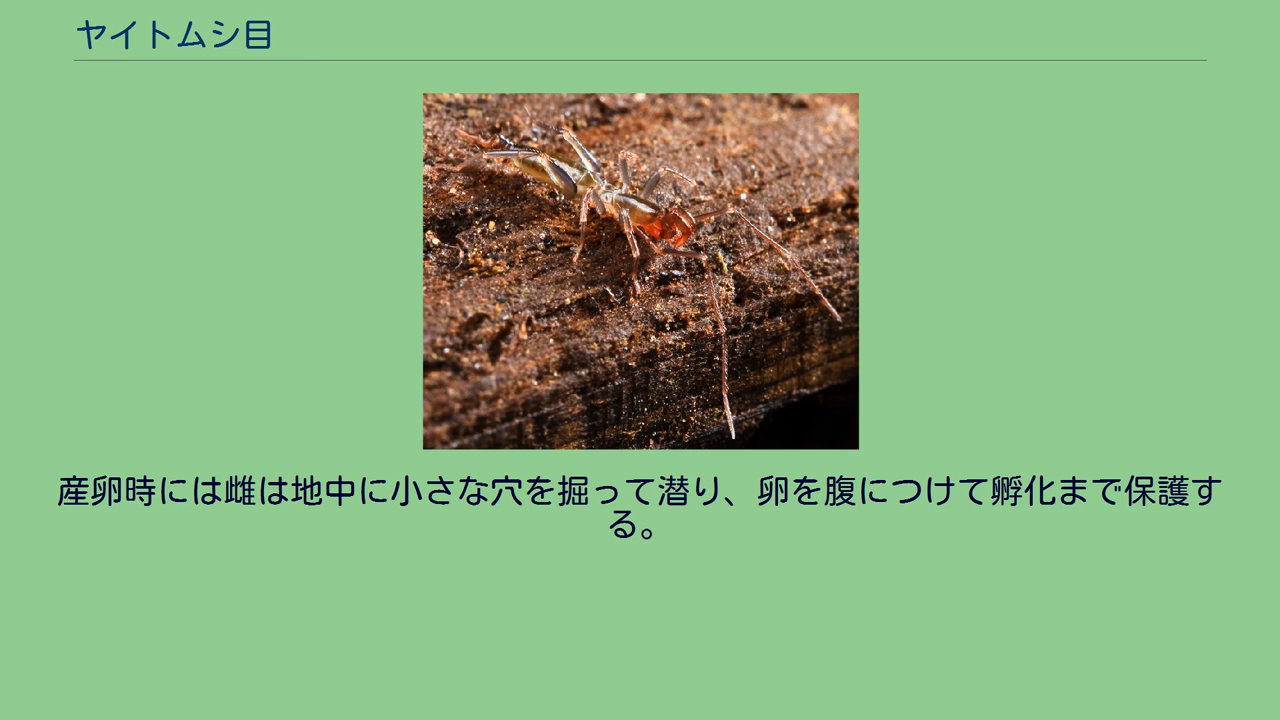 ヤイトムシ目
産卵時には雌は地中に小さな穴を掘って潜り、卵を腹につけて孵化まで保護す
る。